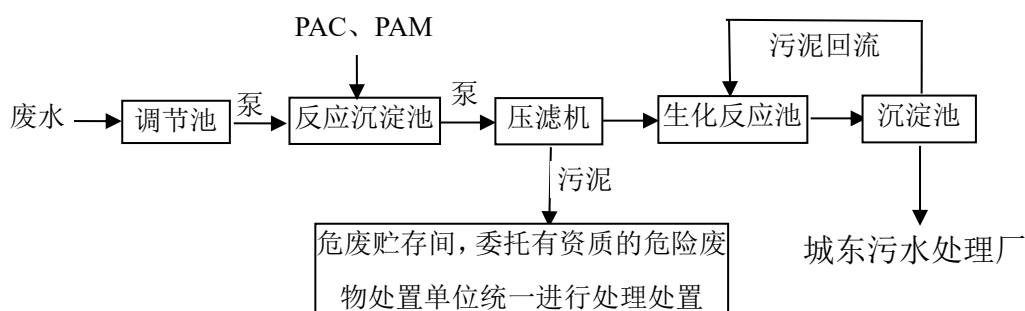 PAC、PAM
污泥回流
废水
调节池
泵
反应沉淀池
泵
压滤机
生化反应池
沉淀池
污泥
危废贮存间，委托有资质的危险废
物处置单位统一进行处理处置
城东污水处理厂